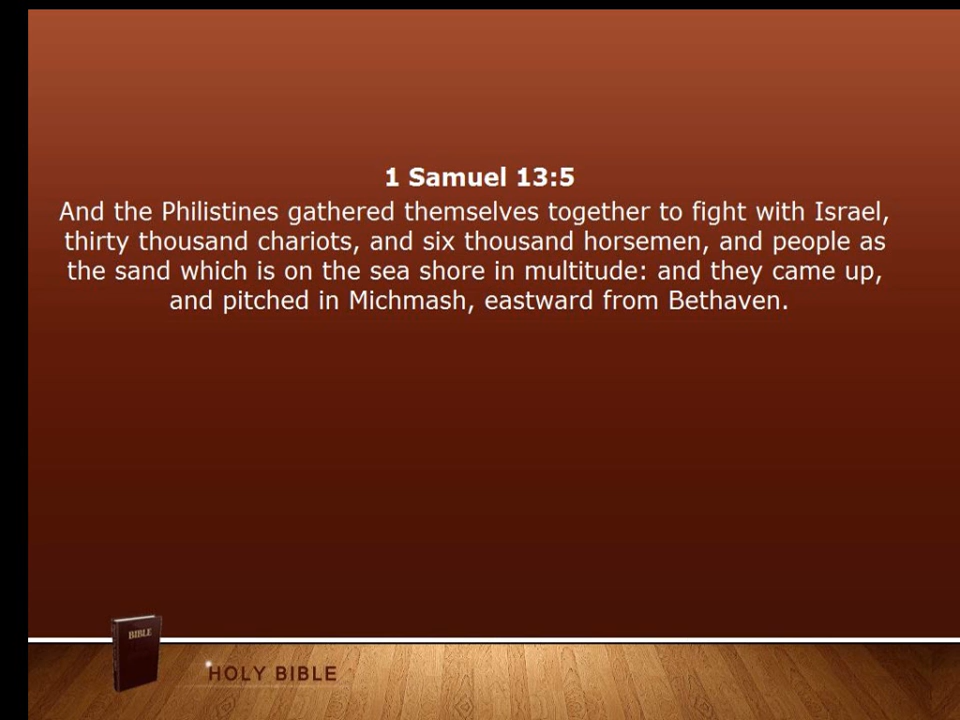 1 Samuel 13:5
And the Philistines gathered themselves together to fight with Israel,
thirty thousand chariots, and six thousand horsemen, and people as
the sand which is on the sea shore in multitude: and they came up,
and pitched in Michmash, eastward from Bethaven.
BIBLE
HOLY BIBLE